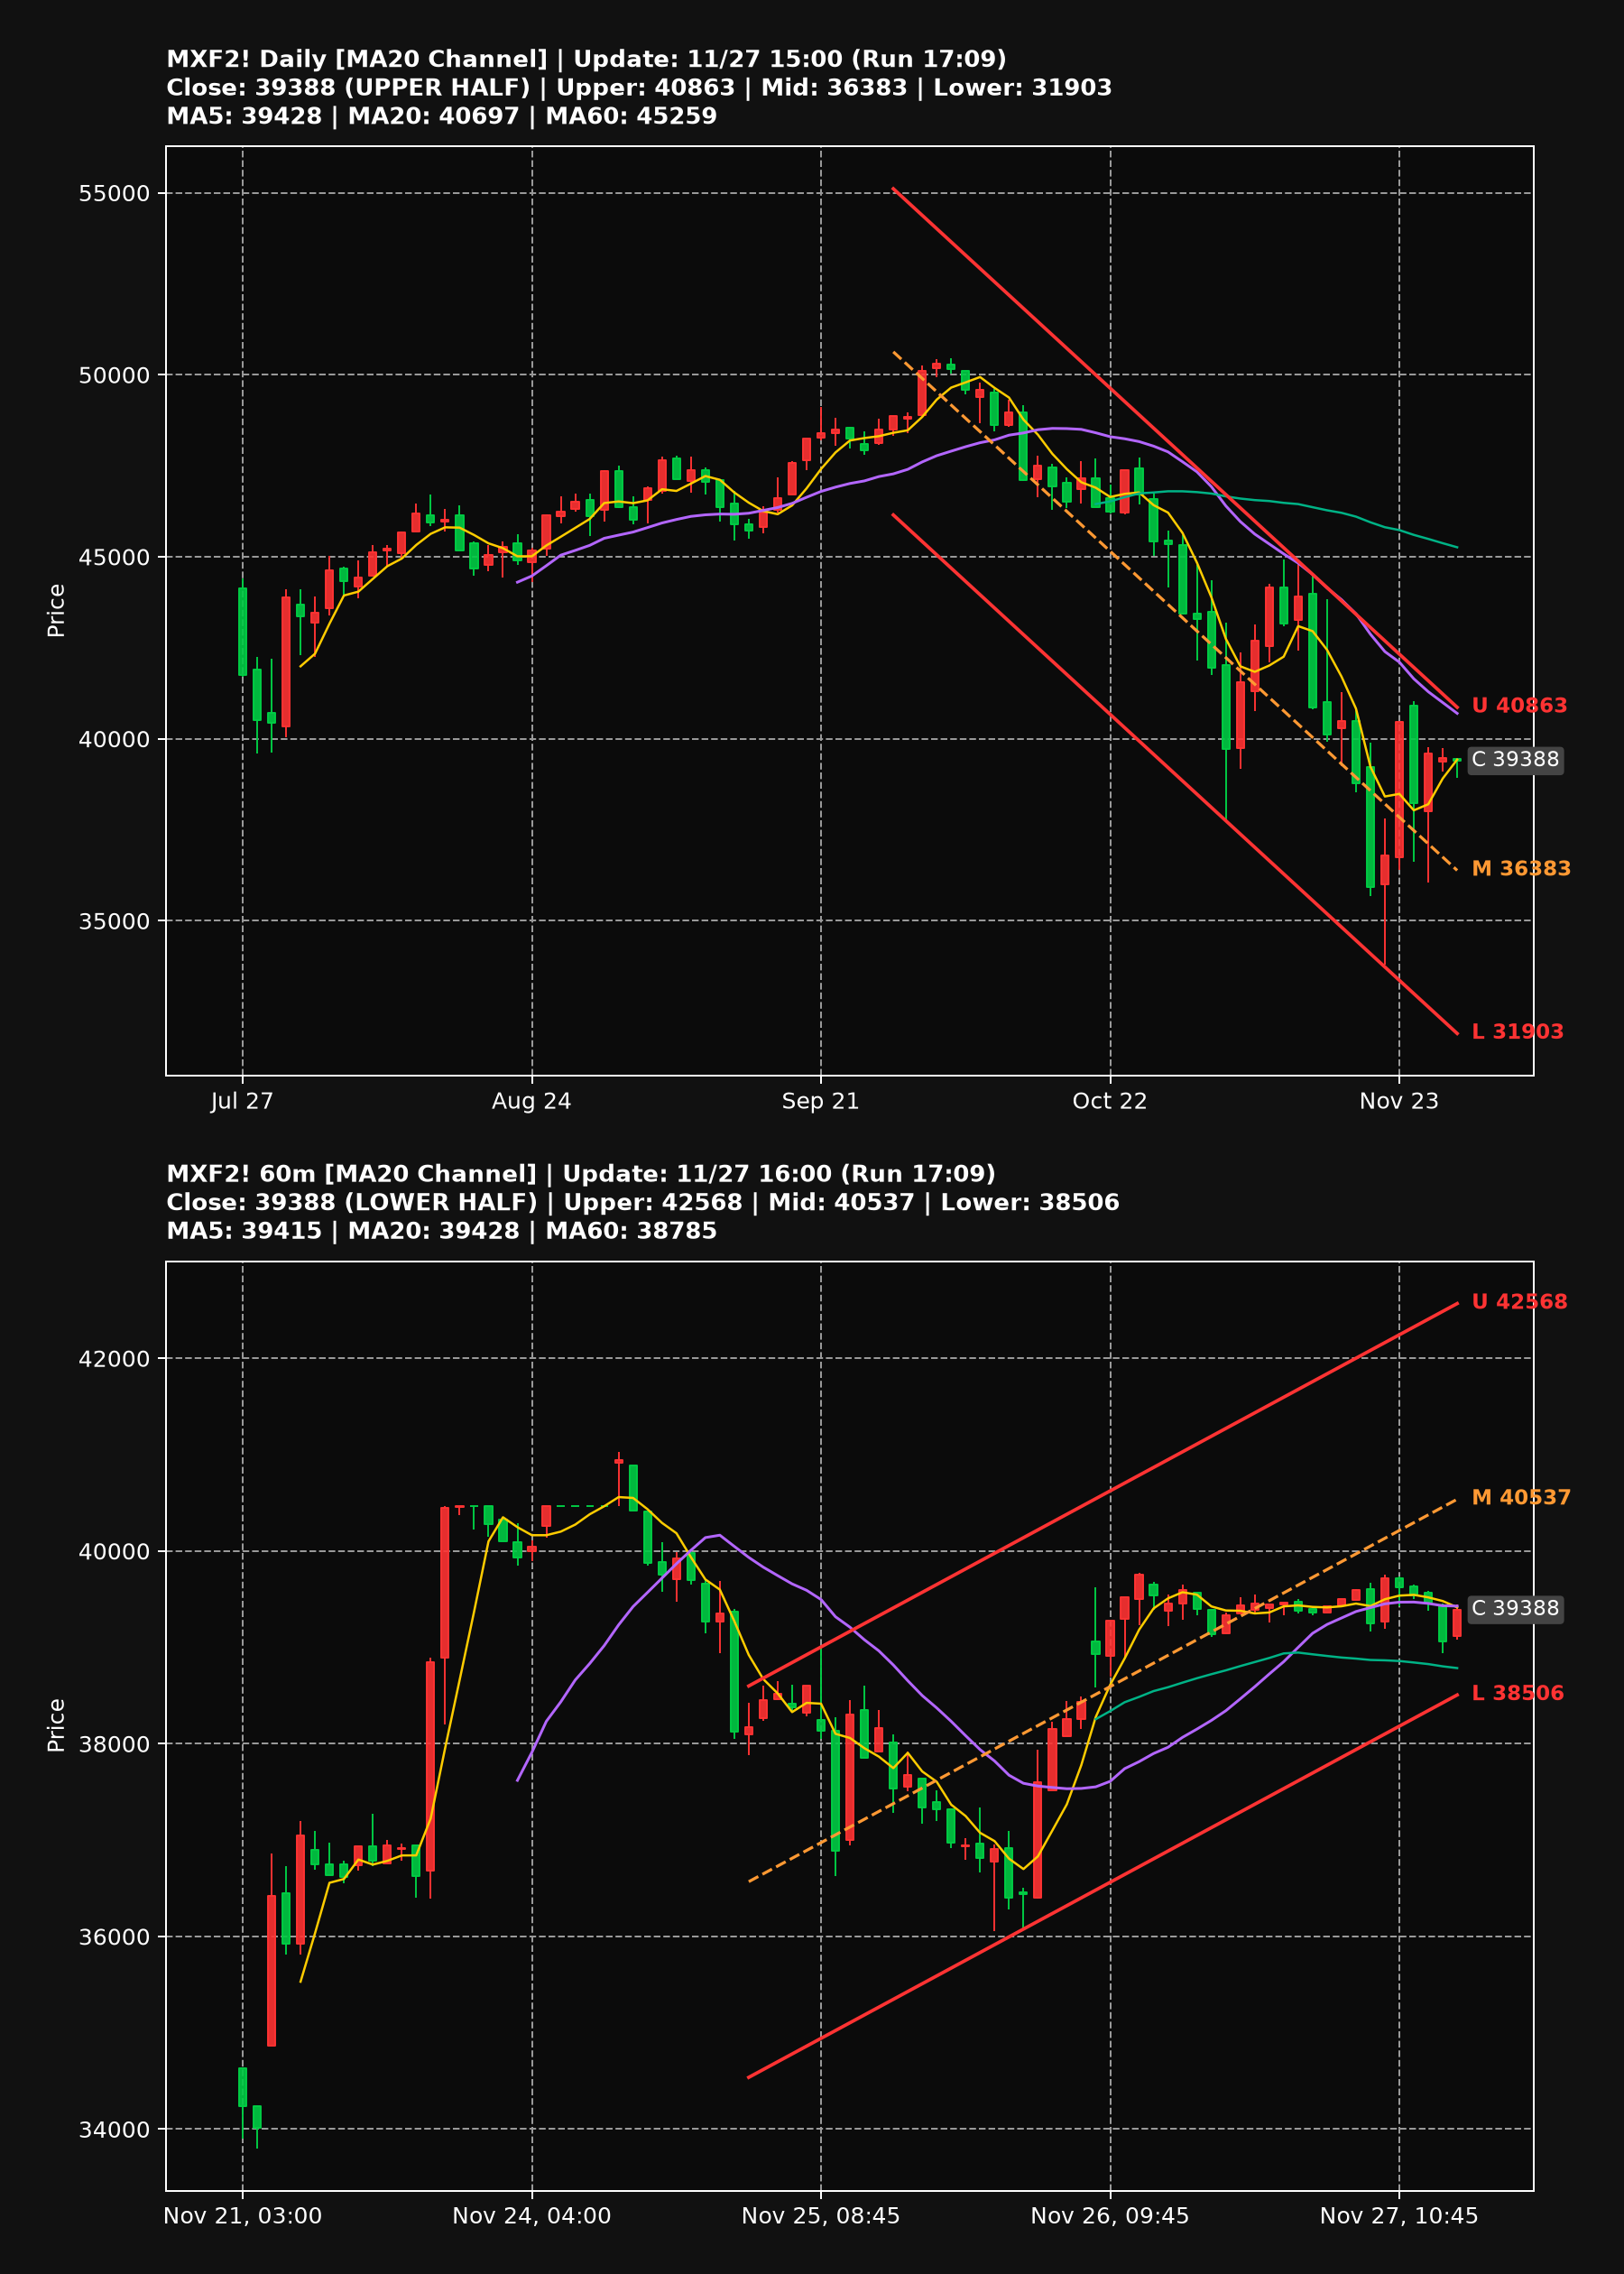 MXF2! Daily [MA20 Channel] | Update: 11/27 15:00 (Run 17:09)
Close: 39388 (UPPER HALF) | Upper: 40863 | Mid: 36383 | Lower: 31903
MA5: 39428 | MA20: 40697 | MA60: 45259
55000
50000
45000
40000
35000
Price
U 40863
C 39388
M 36383
L 31903
Jul 27
Aug 24
Sep 21
Oct 22
Nov 23
MXF2! 60m [MA20 Channel] | Update: 11/27 16:00 (Run 17:09)
Close: 39388 (LOWER HALF) | Upper: 42568 | Mid: 40537 | Lower: 38506
MA5: 39415 | MA20: 39428 | MA60: 38785
42000
40000
38000
36000
34000
Price
U 42568
M 40537
C 39388
L 38506
Nov 21, 03:00
Nov 24, 04:00
Nov 25, 08:45
Nov 26, 09:45
Nov 27, 10:45